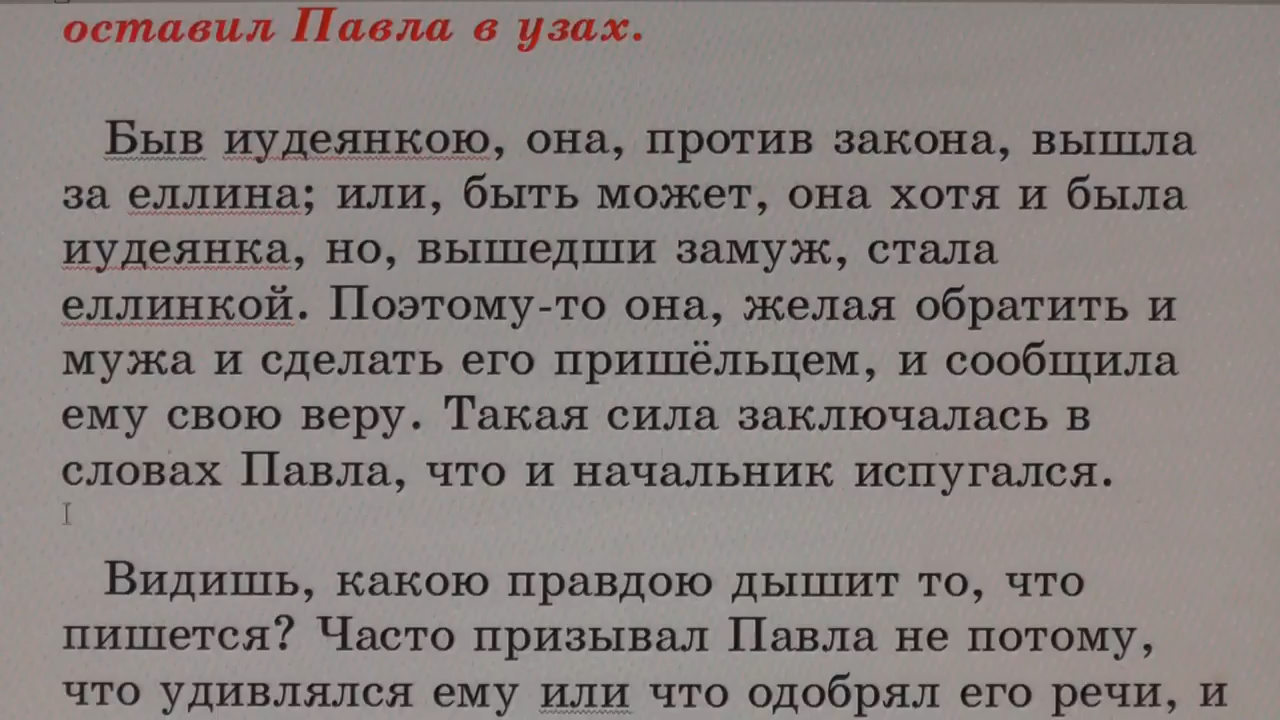 оставил Павла в узах.
Быв иудеянкою, она, против закона, вышла
за еллина; или, быть может, она хотя и была
иудеянка, но, вышедши замуж, стала
еллинкой. Поэтому-то она, желая обратить и
мужа и сделать его пришёльцем, и сообщила
ему свою веру. Такая сила заключалась в
словах Павла, что и начальник испугался.
Видишь, какою правдою дышит то, что
пишется? Часто призывал Павла не потому,
что удивлялся ему или что одобрял его речи, и